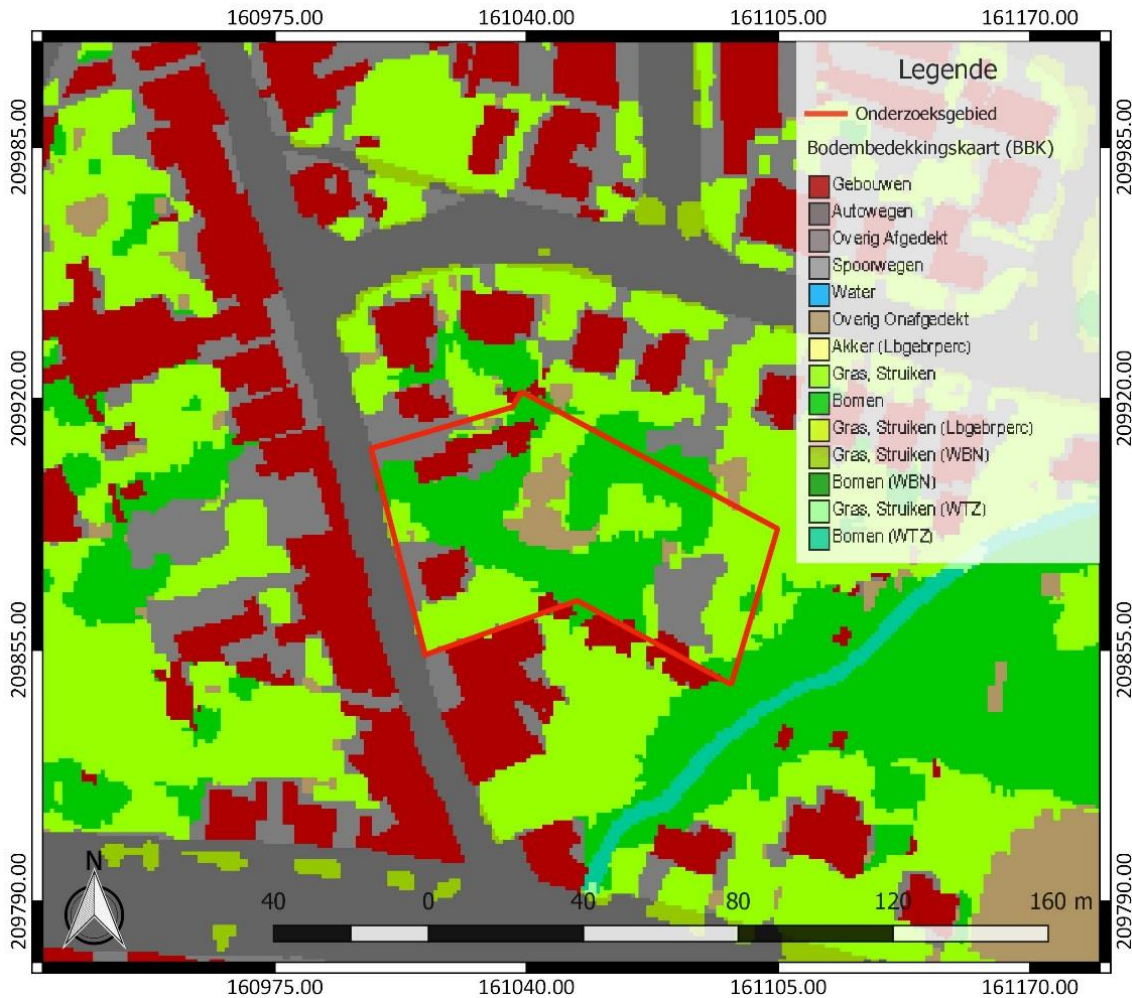 160975.00 161040.00 161105.00 161170.00
Legende
Onderzoeksgebied
Bodembedekkingskaart (BBK)
Gebouwen
Autowegen
Overig Afgedekt
Spoorwegen
Water
Overig Onafgedekt
Akker (Lbgebrperc)
Gras, Struiken
Bomen
Gras, Struiken (Lbgebrperc)
Gras, Struiken (WBN)
Bomen (WBN)
Gras, Struiken (WTZ)
Bomen (WTZ)
209985.00 209985.00
209920.00 209920.00
209855.00 209855.00
209790.00 209790.00
N
40 0 40 80 120 160 m
160975.00 161040.00 161105.00 161170.00